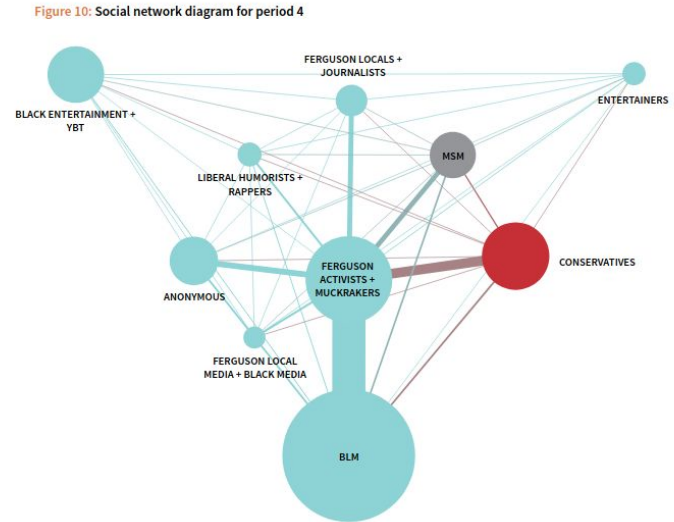 Figure 10: Social network diagram for period 4
FERGUSON LOCALS +
JOURNALISTS
BLACK ENTERTAINMENT +
YBT
ENTERTAINERS
MSM
LIBERAL HUMORISTS +
RAPPERS
CONSERVATIVES
FERGUSON
ACTIVISTS +
MUCKRAKERS
ANONYMOUS
FERGUSON LOCAL
MEDIA + BLACK MEDIA
BLM